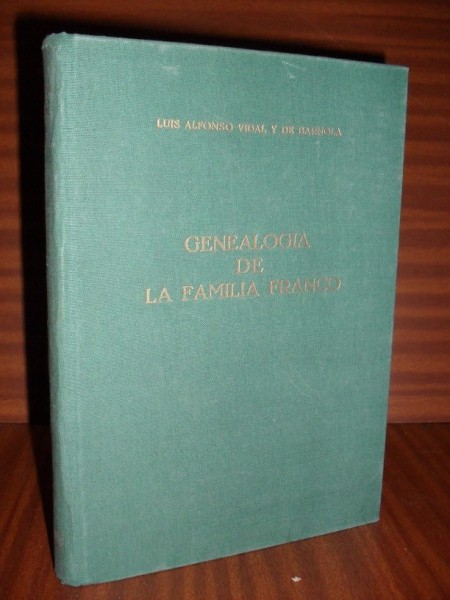 LUIS ALFONSO VIDAL Y DE BARNOLA
GENEALOGIA
DE
LA FAMILIA FRANCO